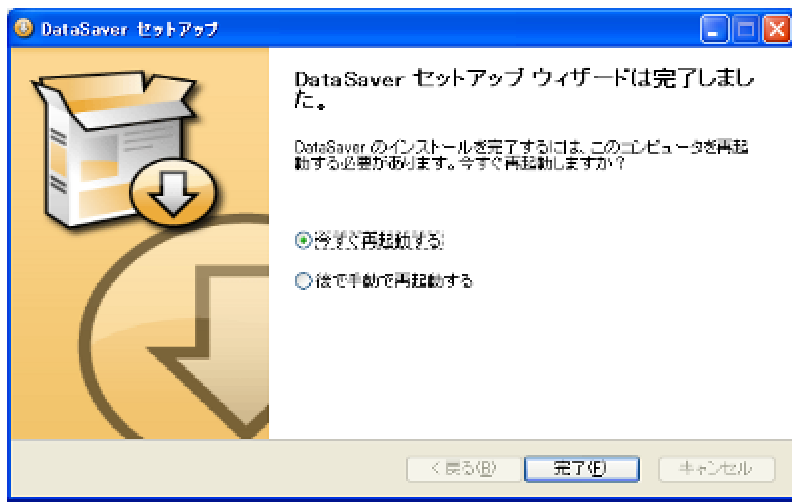 DataSaver セットアップ
DataSaver セットアップ ウィザードは完了しまし
た。
DataSaver のインストールを完了するには、このコンピュータを再起
動する必要があります。今すぐ再起動しますか？
今すぐ再起動する
後で手動で再起動する
< 戻る(B) 完了(F) キャンセル